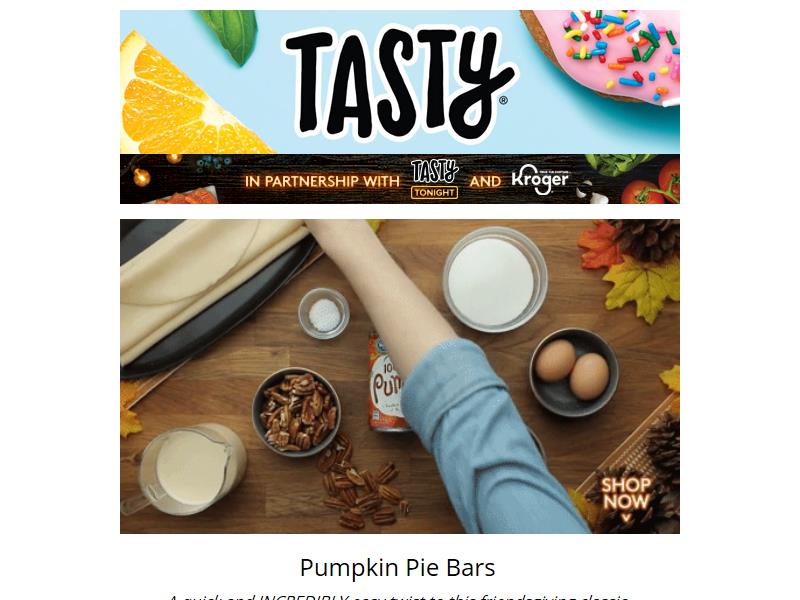 TASTY®
IN PARTNERSHIP WITH TASTY TONIGHT AND Kroger
10
SHOP
NOW
Pumpkin Pie Bars
A quick and INCREDIBLY easy twist to this friendsgiving classic